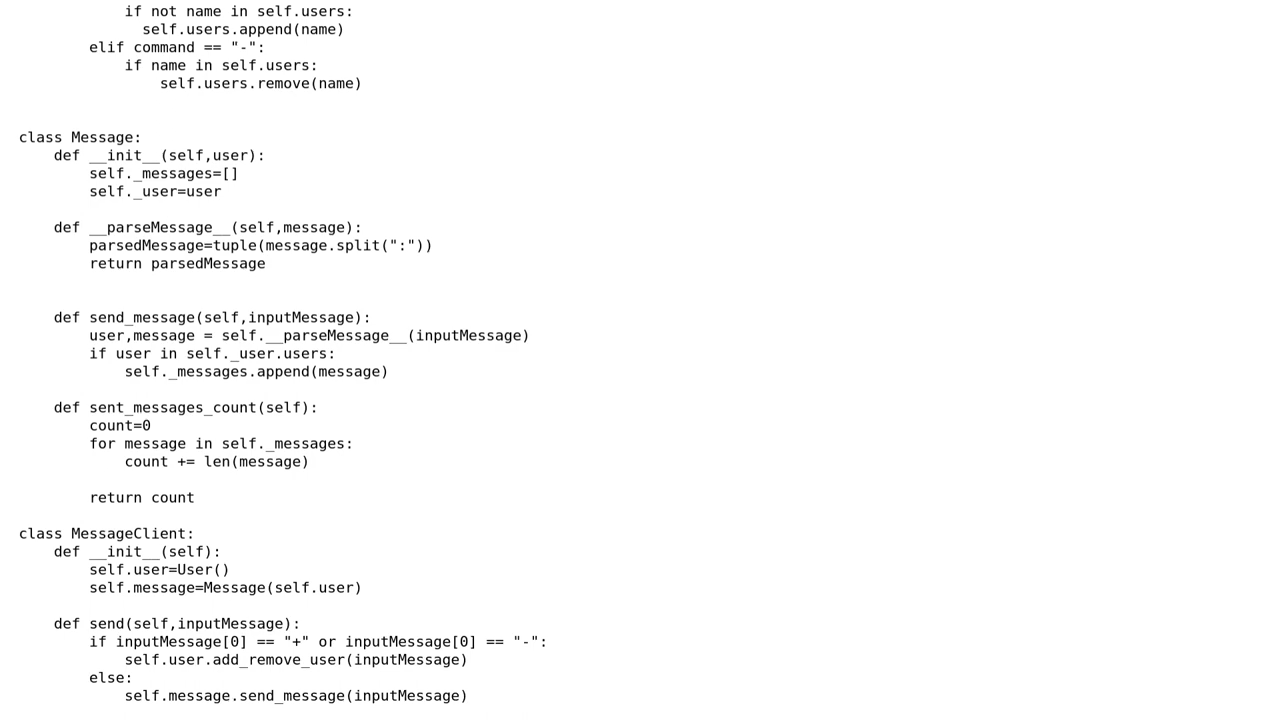 if not name in self.users:
self.users.append(name)
elif command == "-":
if name in self.users:
self.users.remove(name)
class Message:
def __init__(self,user):
self._messages=[]
self._user=user
def __parseMessage__(self,message):
parsedMessage=tuple(message.split(":"))
return parsedMessage
def send_message(self,inputMessage):
user,message = self.__parseMessage__(inputMessage)
if user in self._user.users:
self._messages.append(message)
def sent_messages_count(self):
count=0
for message in self._messages:
count += len(message)
return count
class MessageClient:
def __init__(self):
self.user=User()
self.message=Message(self.user)
def send(self,inputMessage):
if inputMessage[0] == "+" or inputMessage[0] == "-":
self.user.add_remove_user(inputMessage)
else:
self.message.send_message(inputMessage)